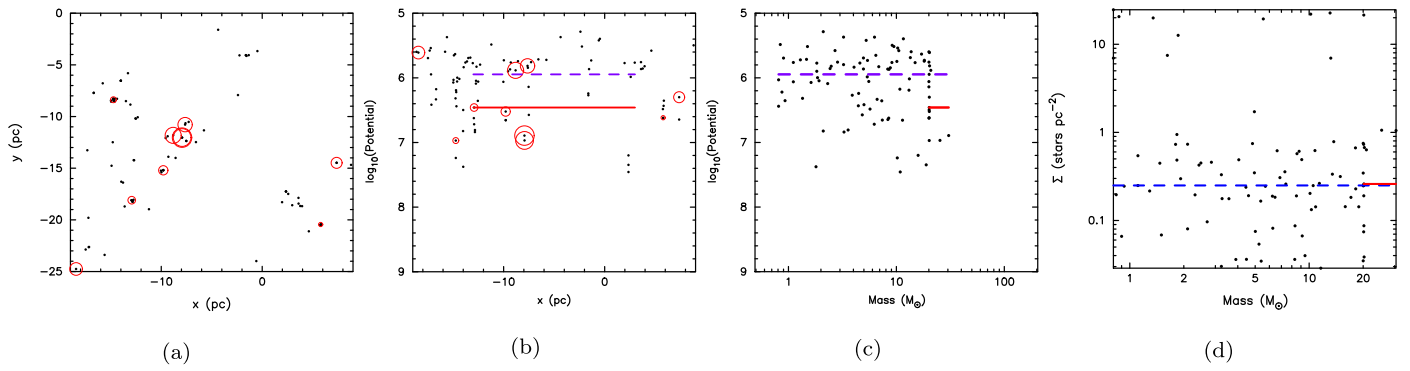 0
−5
−10
−15
−20
−25
y (pc)
−10
0
x (pc)
(a)
5
6
7
8
9
log10(Potential)
−10
0
x (pc)
(b)
5
6
7
8
9
log10(Potential)
1
10
100
Mass (M⊙)
(c)
10
1
0.1
Σ (stars pc−2)
1
2
5
10
20
Mass (M⊙)
(d)